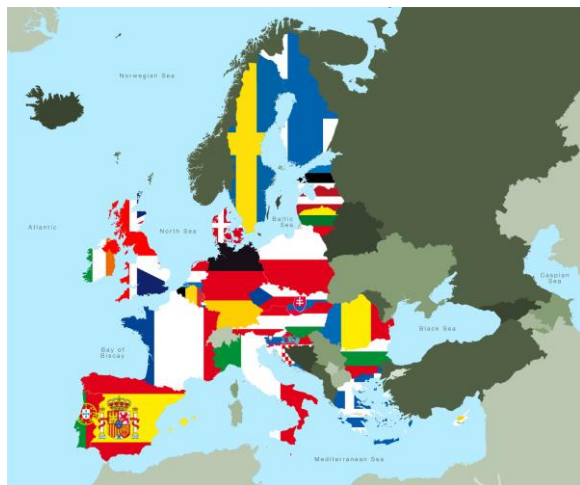 Norwegian Sea
Atlantic
North Sea
Baltic
Sea
Caspian
Sea
Black Sea
Bay of
Biscay
Mediterranean Sea